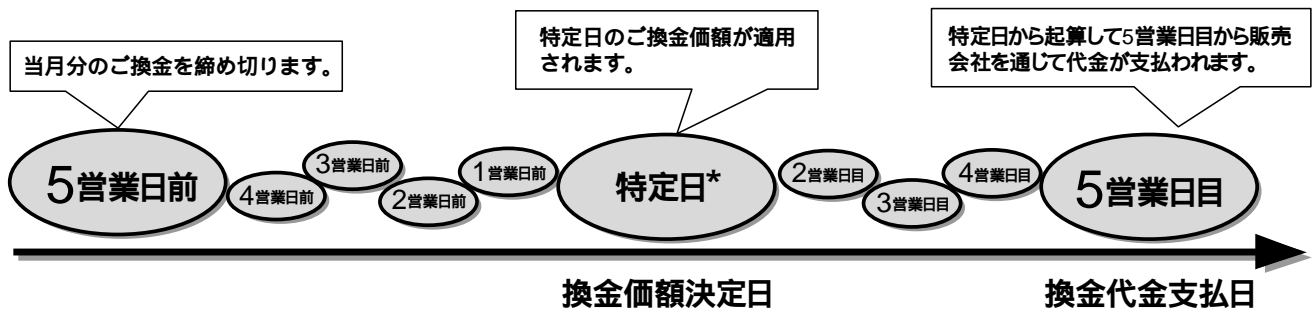 当月分のご換金を締め切ります。
特定日のご換金価額が適用
されます。
特定日から起算して5営業日目から販売
会社を通じて代金が支払われます。
5営業日前
4営業日前
3営業日前
2営業日前
1営業日前
特定日*
2営業日目
3営業日目
4営業日目
5営業日目
換金価額決定日
換金代金支払日